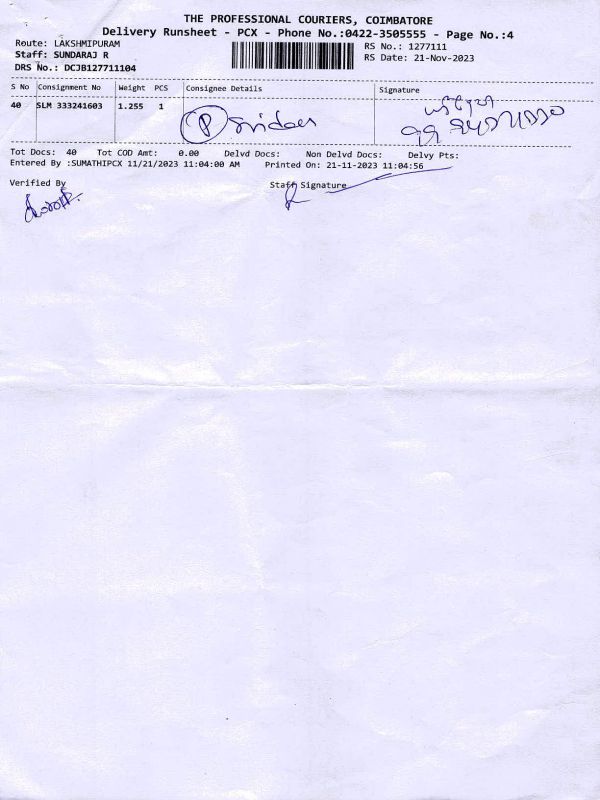 THE PROFESSIONAL COURIERS, COIMBATORE
Delivery Runsheet - PCX - Phone No.:0422-3505555 - Page No.:4
Route: LAKSHMIPURAM
RS No.: 1277111
Staff: SUNDARAJ R
RS Date: 21-Nov-2023
DRS No.: DCJB127711104
S No Consignment No Weight PCS Consignee Details Signature
40 SLM 333241603 1.255 1 P
Tot Docs: 40 Tot COD Amt: 0.00 Delvd Docs: Non Delvd Docs: Delvy Pts:
Entered By :SUMATHIPCX 11/21/2023 11:04:00 AM Printed On: 21-11-2023 11:04:56
Verified By Staff Signature